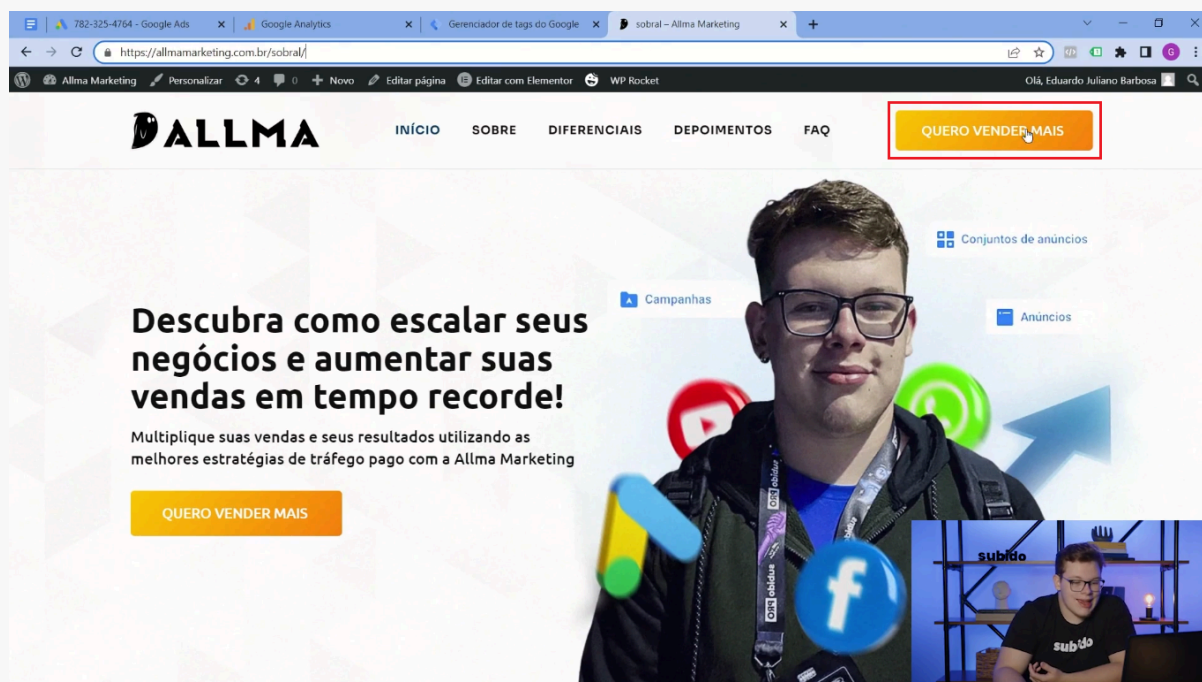 782-325-4764 - Google Ads
Google Analytics
Gerenciador de tags do Google
sobral – Allma Marketing
https://allmamarketing.com.br/sobral/
G
Allma Marketing
Personalizar
4
0
Novo
Editar página
Editar com Elementor
WP Rocket
Olá, Eduardo Juliano Barbosa
ALLMA
INÍCIO
SOBRE
DIFERENCIAIS
DEPOIMENTOS
FAQ
QUERO VENDER MAIS
Conjuntos de anúncios
Campanhas
Anúncios
Descubra como escalar seus
negócios e aumentar suas
vendas em tempo recorde!
Multiplique suas vendas e seus resultados utilizando as
melhores estratégias de tráfego pago com a Allma Marketing
QUERO VENDER MAIS
subido PRO
subido PRO
subido
subido